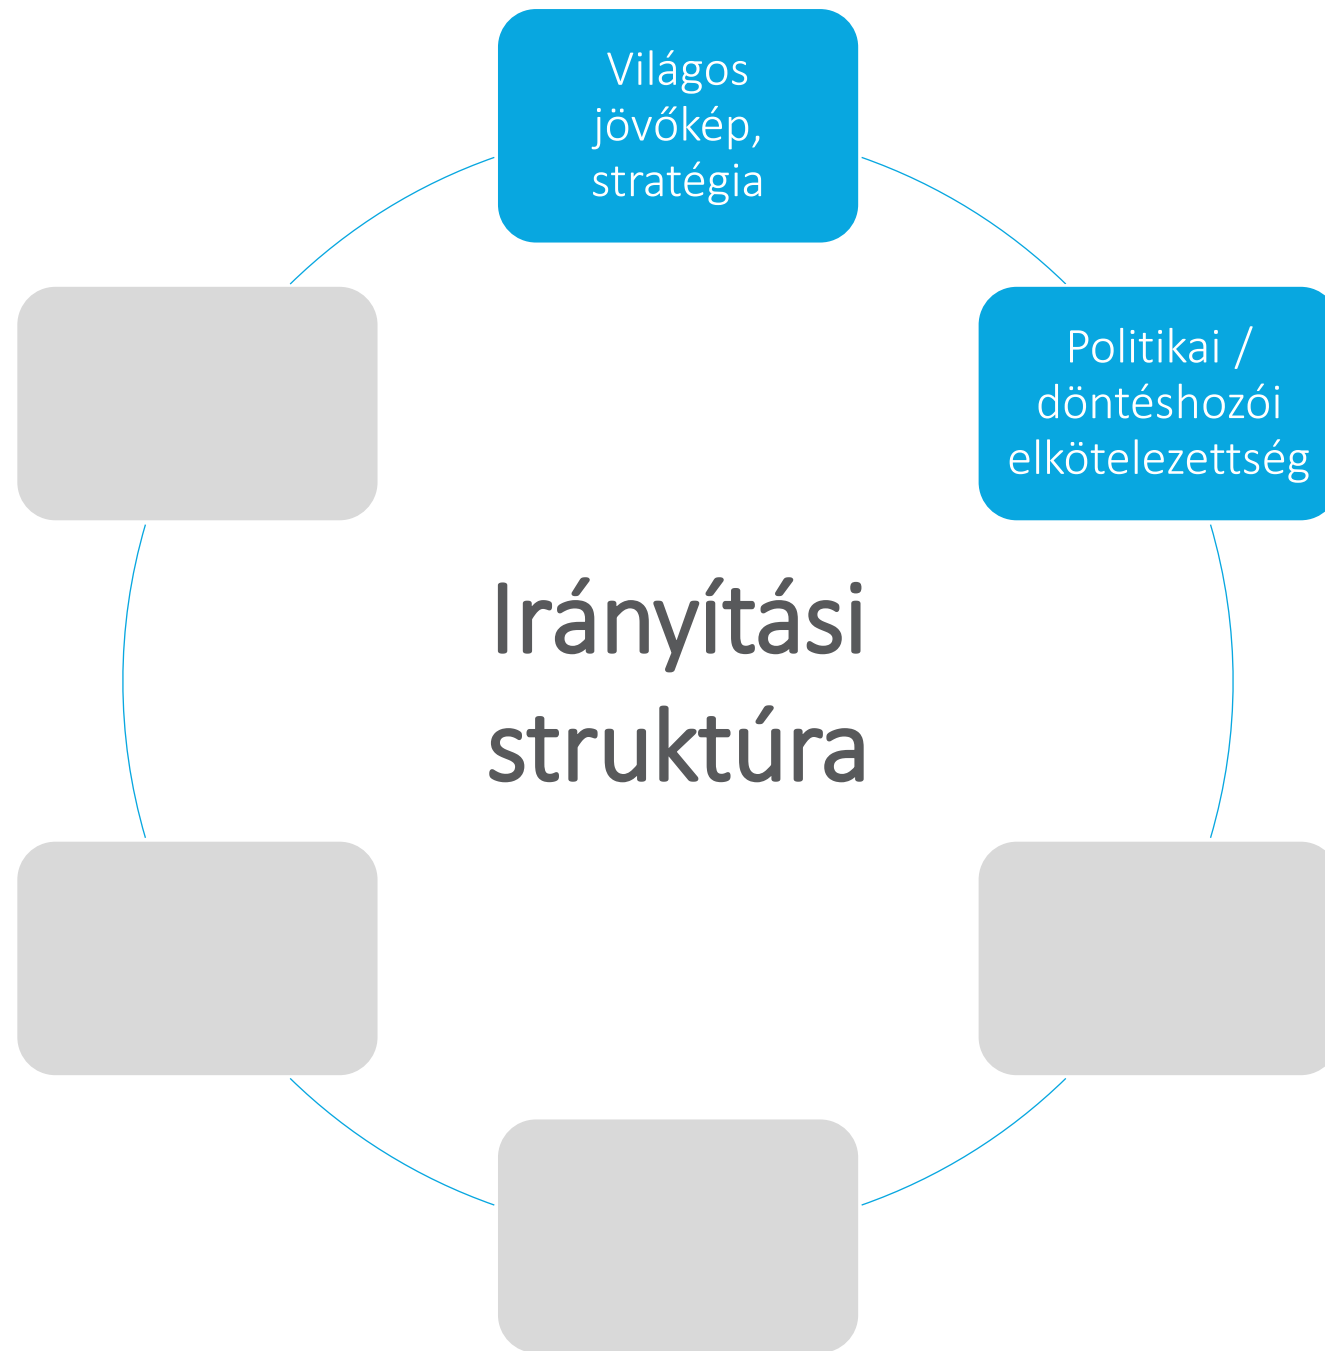 Világos
jövőkép,
stratégia
Politikai /
döntéshozói
elkötelezettség
Irányítási
struktúra